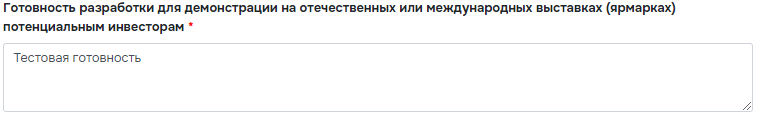 Готовность разработки для демонстрации на отечественных или международных выставках (ярмарках)
потенциальным инвесторам *
Тестовая готовность